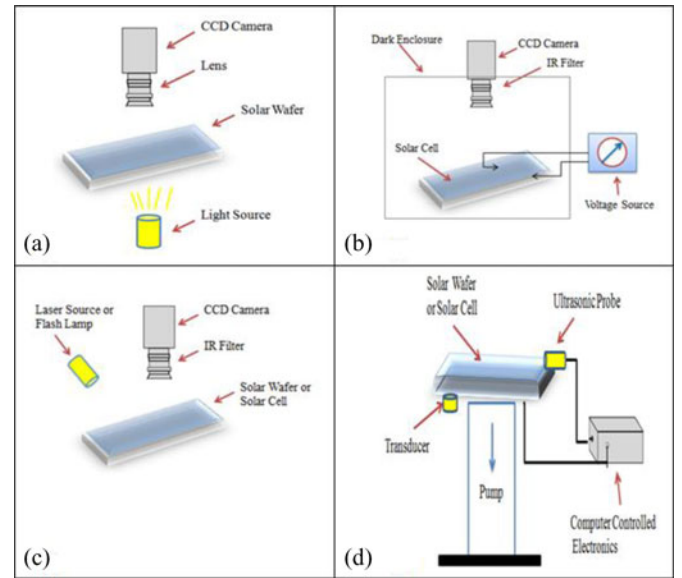 CCD Camera
Lens
Solar Wafer
Light Source
(a)
Dark Enclosure
CCD Camera
IR Filter
Solar Cell
Voltage Source
(b)
Laser Source or
Flash Lamp
CCD Camera
IR Filter
Solar Wafer or
Solar Cell
(c)
Solar Wafer
or Solar Cell
Ultrasonic Probe
Transducer
Pump
Computer Controlled
Electronics
(d)